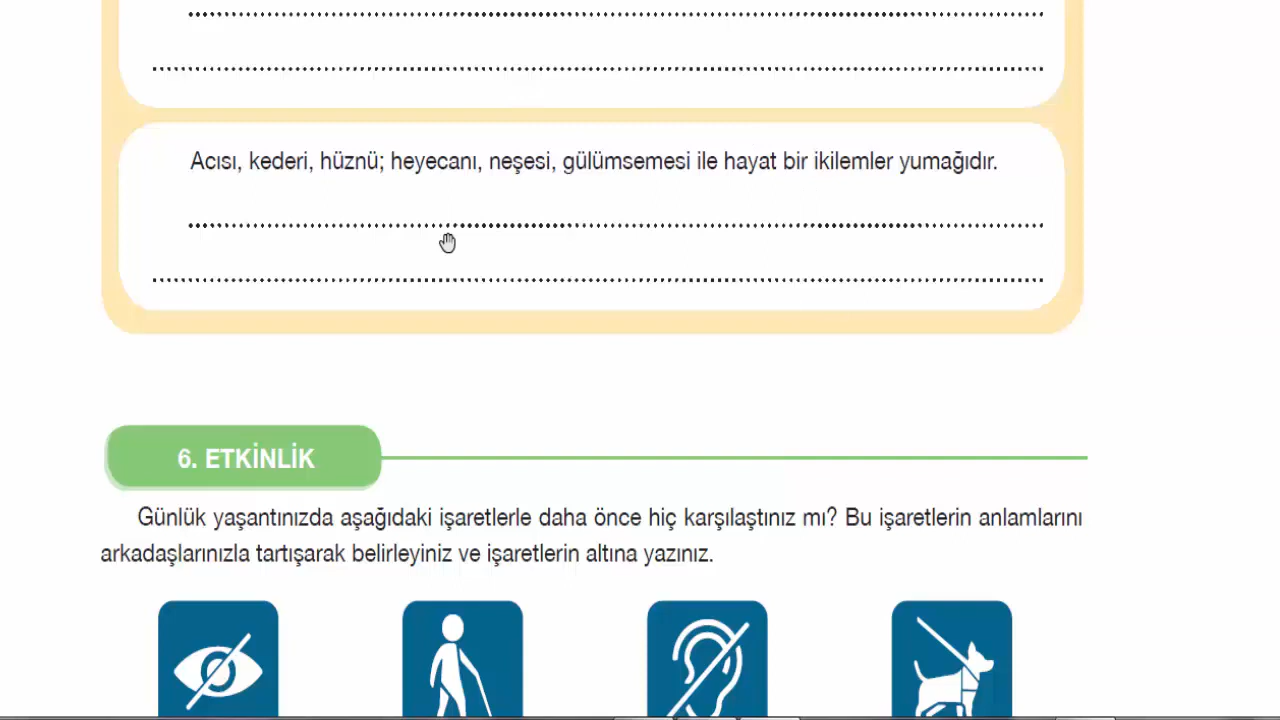 Acısı, kederi, hüznü; heyecanı, neşesi, gülümsemesi ile hayat bir ikilemler yumağıdır.
6. ETKİNLİK
Günlük yaşantınızda aşağıdaki işaretlerle daha önce hiç karşılaştınız mı? Bu işaretlerin anlamlarını
arkadaşlarınızla tartışarak belirleyiniz ve işaretlerin altına yazınız.